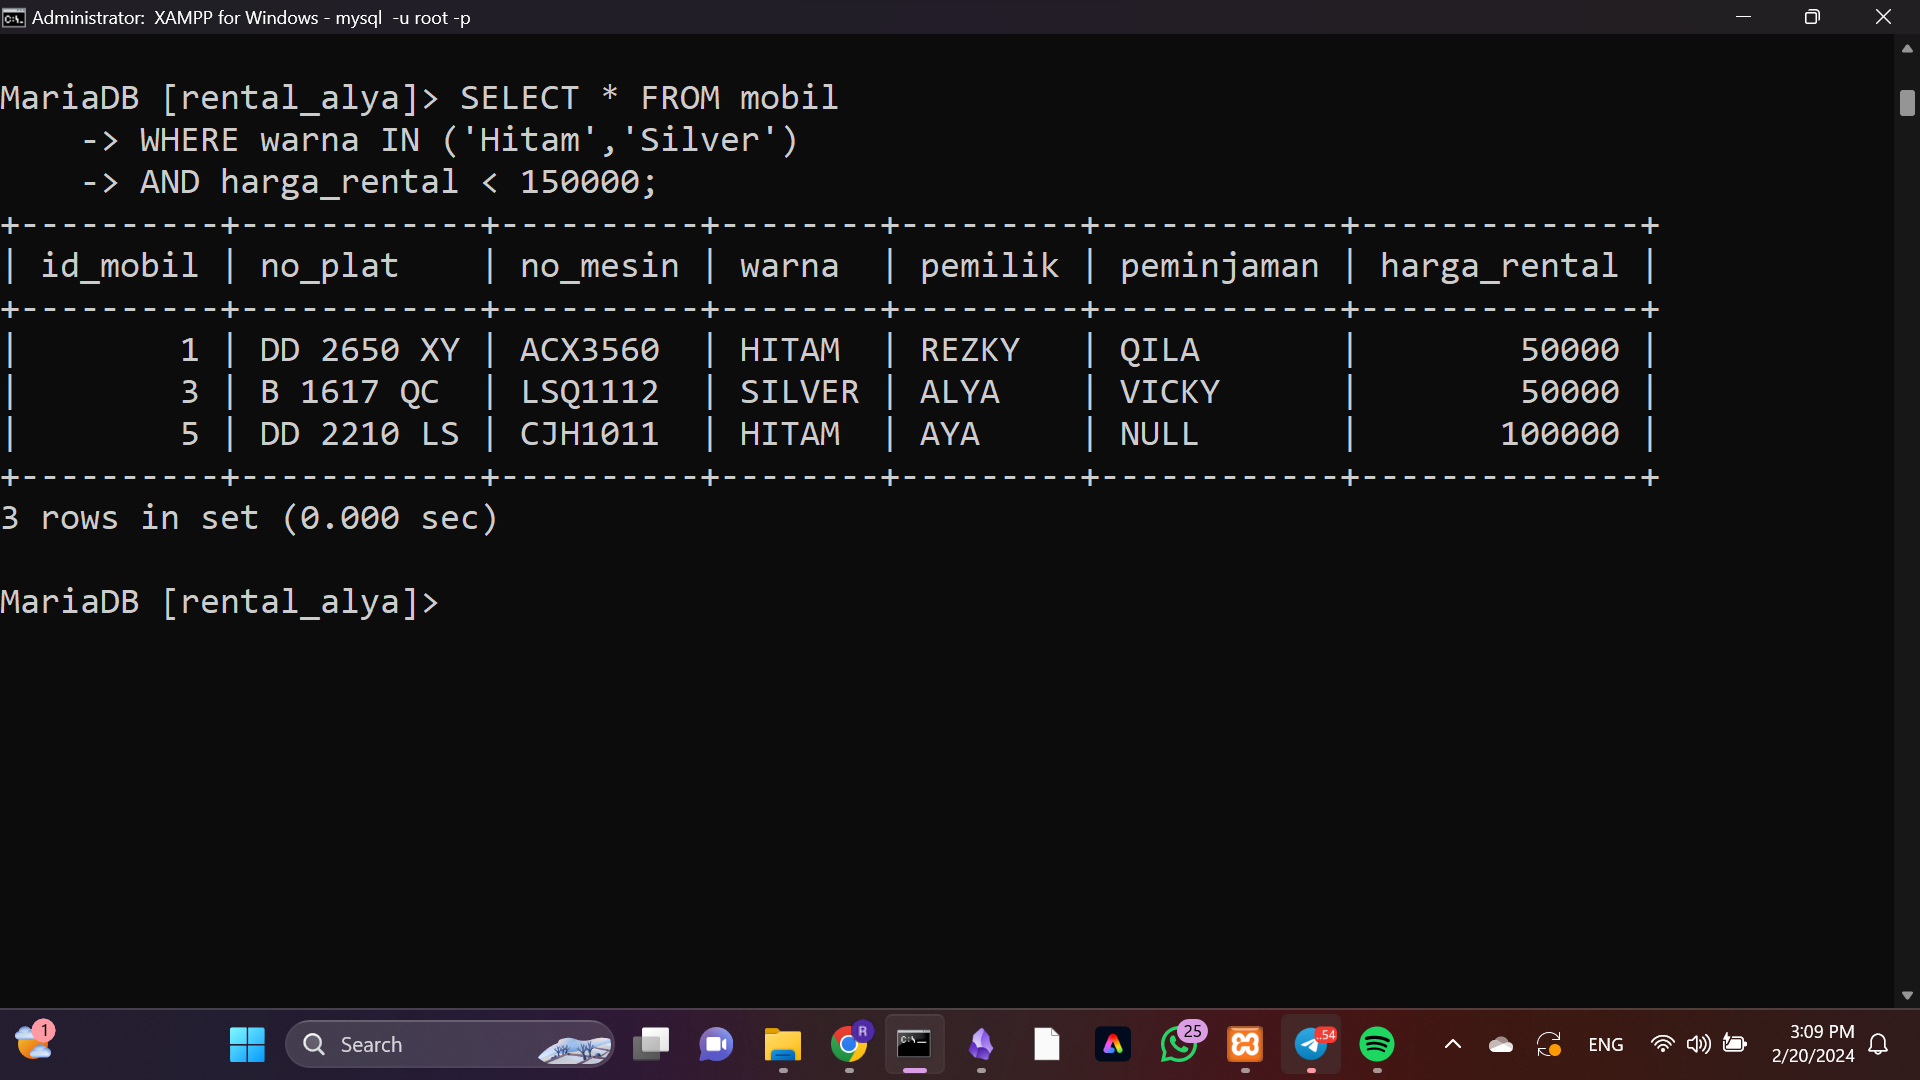 Administrator: XAMPP for Windows - mysql -u root -p
MariaDB [rental_alya]> SELECT * FROM mobil
    -> WHERE warna IN ('Hitam','Silver')
    -> AND harga_rental < 150000;
+----------+------------+----------+--------+---------+------------+--------------+
| id_mobil | no_plat    | no_mesin | warna  | pemilik | peminjaman | harga_rental |
+----------+------------+----------+--------+---------+------------+--------------+
|        1 | DD 2650 XY | ACX3560  | HITAM  | REZKY   | QILA       |        50000 |
|        3 | B 1617 QC  | LSQ1112  | SILVER | ALYA    | VICKY      |        50000 |
|        5 | DD 2210 LS | CJH1011  | HITAM  | AYA     | NULL       |       100000 |
+----------+------------+----------+--------+---------+------------+--------------+
3 rows in set (0.000 sec)
MariaDB [rental_alya]>
1
Search
R
25
..54
ENG
3:09 PM
2/20/2024